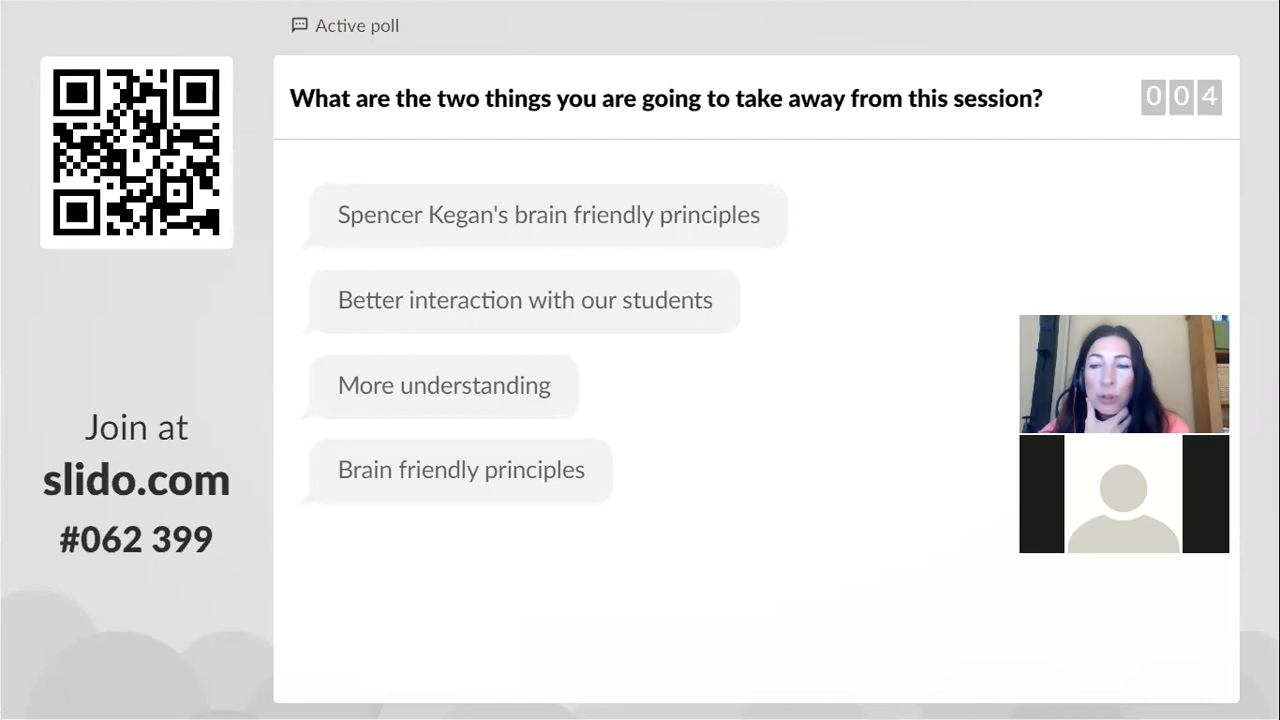 Active poll
What are the two things you are going to take away from this session?
004
Spencer Kegan's brain friendly principles
Better interaction with our students
More understanding
Brain friendly principles
Join at
slido.com
#062 399